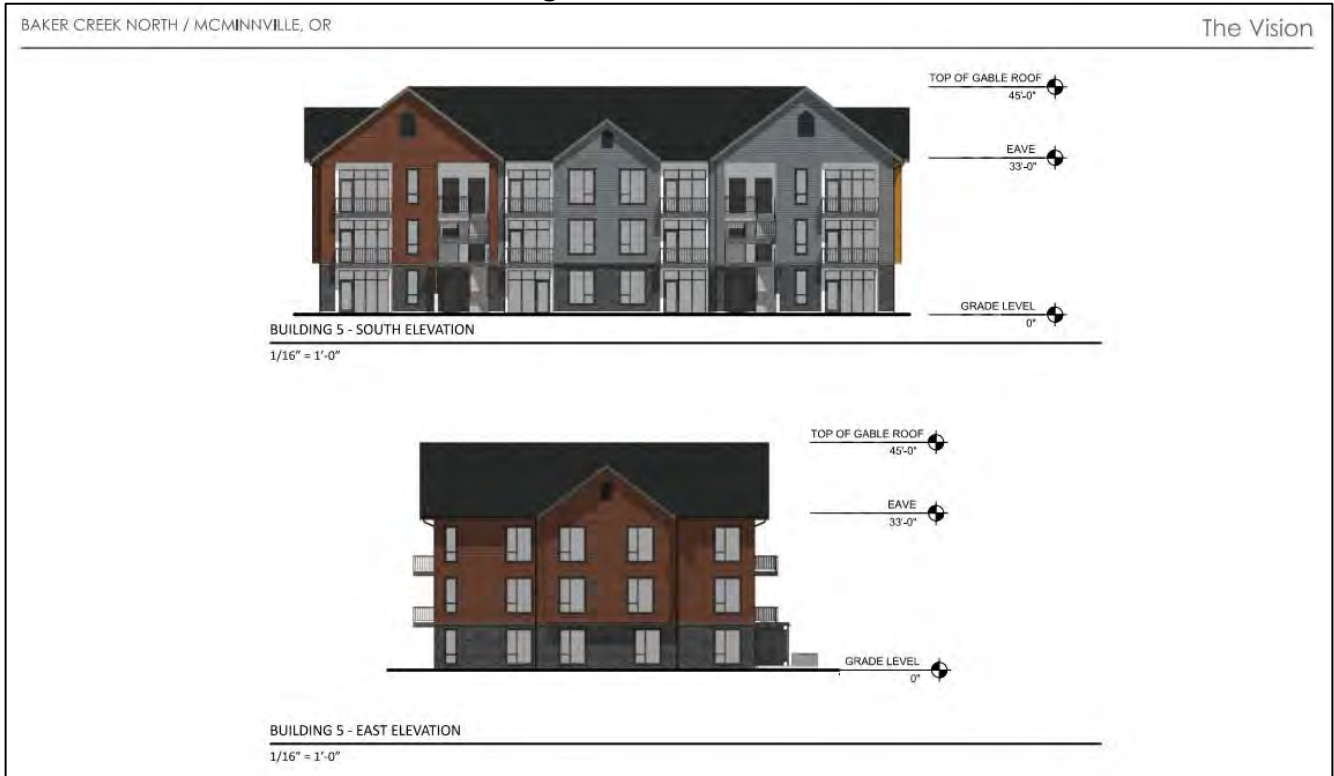 BAKER CREEK NORTH / MCMINNVILLE, OR
The Vision
TOP OF GABLE ROOF
45'-0"
EAVE
33'-0"
GRADE LEVEL
0"
BUILDING 5 - SOUTH ELEVATION
1/16" = 1'-0"
TOP OF GABLE ROOF
45'-0"
EAVE
33'-0"
GRADE LEVEL
0"
BUILDING 5 - EAST ELEVATION
1/16" = 1'-0"